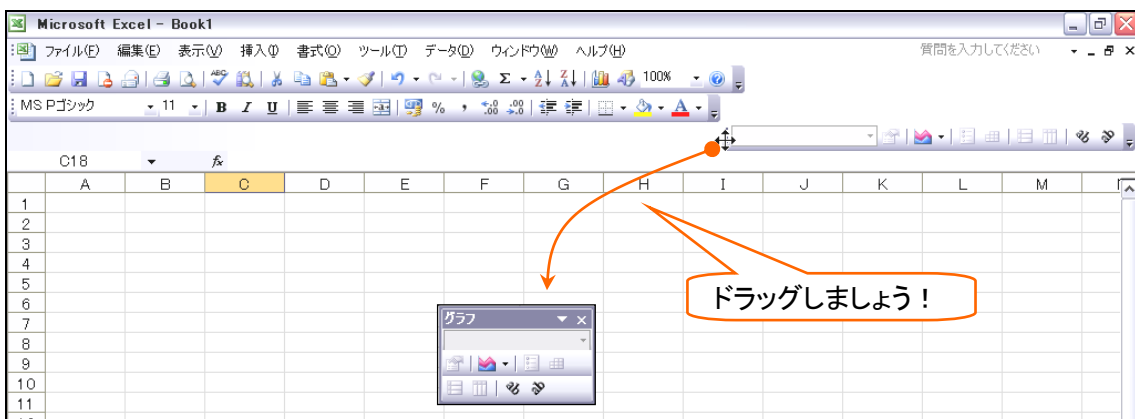 Microsoft Excel - Book1
ファイル(F) 編集(E) 表示(V) 挿入(I) 書式(O) ツール(T) データ(D) ウィンドウ(W) ヘルプ(H) 質問を入力してください
100%
MS Pゴシック 11 B I U % ,
C18 fx
A B C D E F G H I J K L M
1
2
3
4
5
6
7
8
9
10
11
ドラッグしましょう！
グラフ